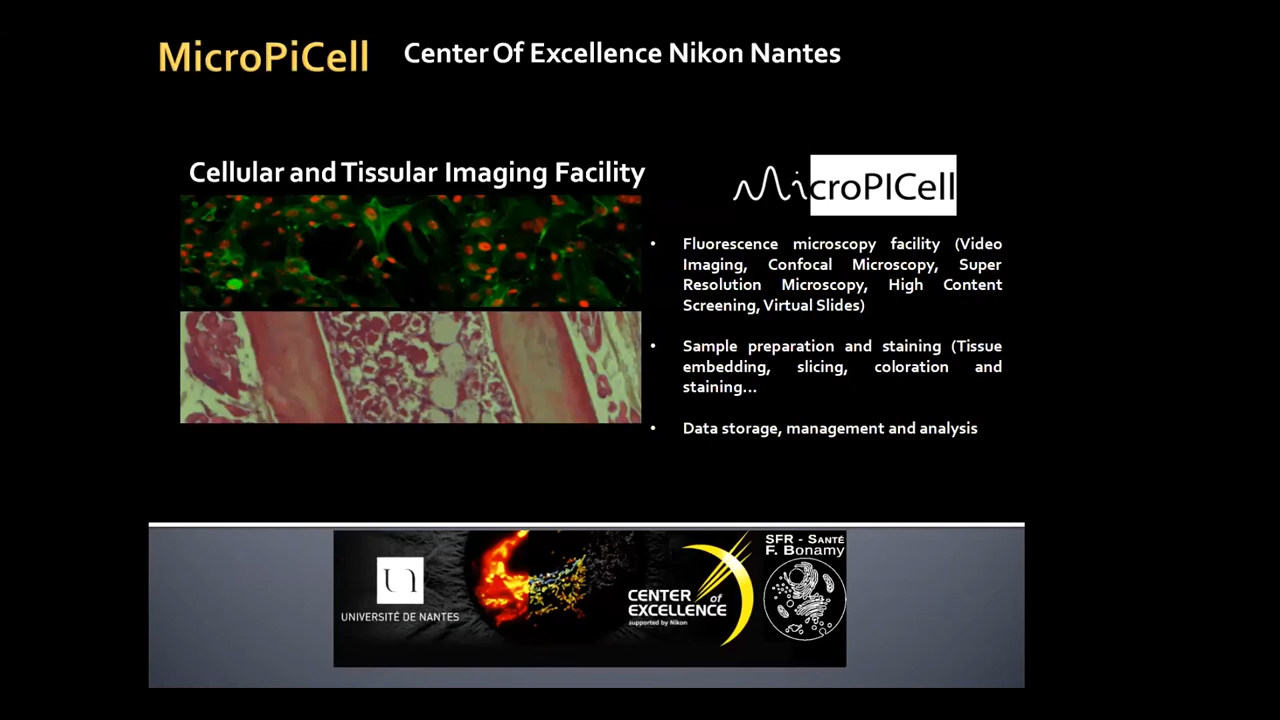 MicroPiCell
Center Of Excellence Nikon Nantes
Cellular and Tissular Imaging Facility
MicroPICell
• Fluorescence microscopy facility (Video
Imaging, Confocal Microscopy, Super
Resolution Microscopy, High Content
Screening, Virtual Slides)
• Sample preparation and staining (Tissue
embedding, slicing, coloration and
staining...
• Data storage, management and analysis
UNIVERSITÉ DE NANTES
CENTER of
EXCELLENCE
supported by Nikon
SFR - Santé
F. Bonamy